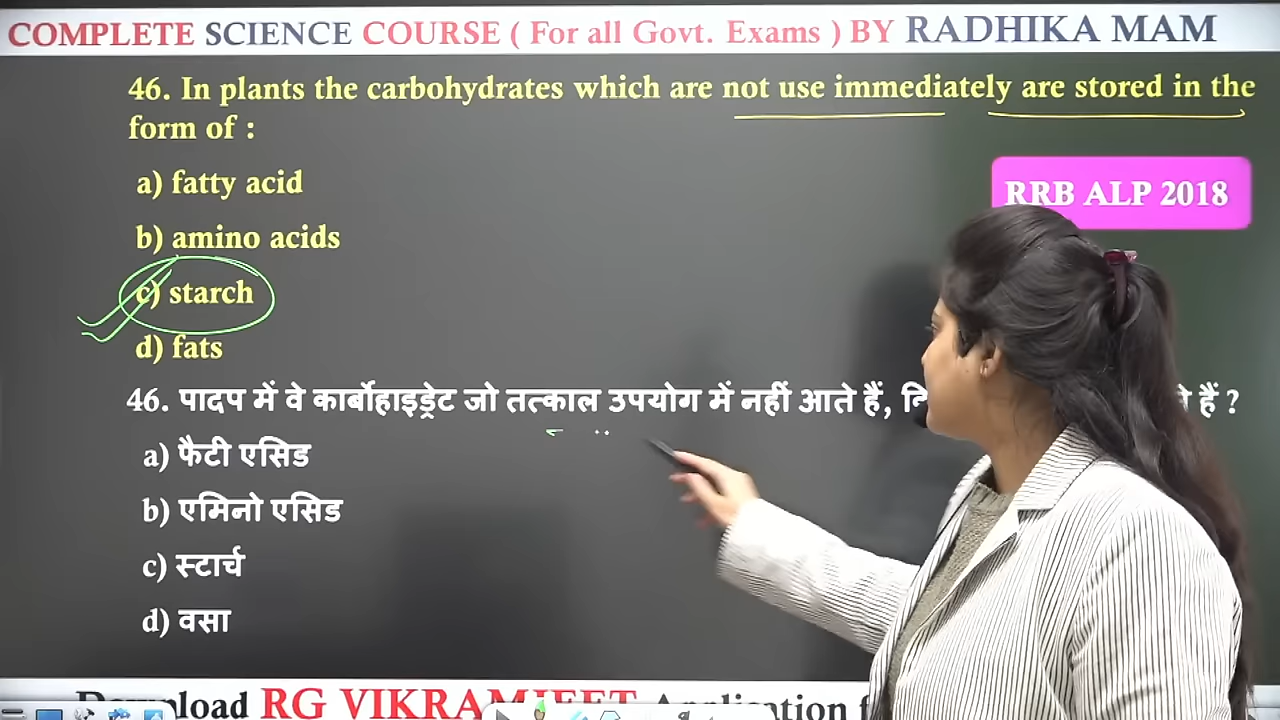 COMPLETE SCIENCE COURSE ( For all Govt. Exams ) BY RADHIKA MAM
46. In plants the carbohydrates which are not use immediately are stored in the
form of :
a) fatty acid
RRB ALP 2018
b) amino acids
c) starch
d) fats
46. पादप में वे कार्बोहाइड्रेट जो तत्काल उपयोग में नहीं आते हैं, हैं ?
a) फैटी एसिड
b) एमिनो एसिड
c) स्टार्च
d) वसा
RG VIKRAMJEET